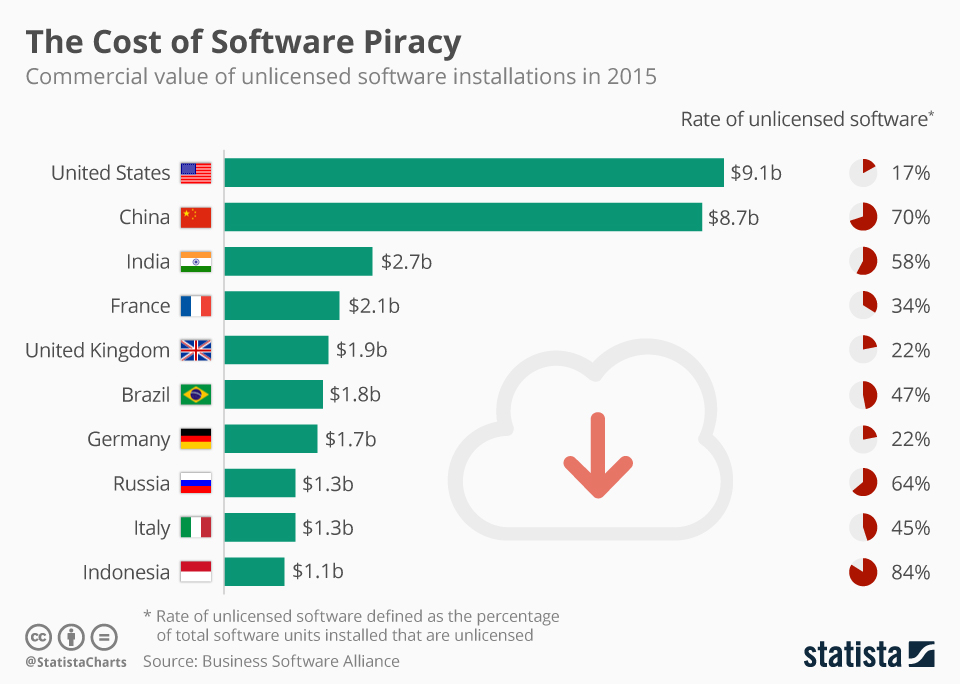 The Cost of Software Piracy
Commercial value of unlicensed software installations in 2015
Rate of unlicensed software*
United States $9.1b 17%
China $8.7b 70%
India $2.7b 58%
France $2.1b 34%
United Kingdom $1.9b 22%
Brazil $1.8b 47%
Germany $1.7b 22%
Russia $1.3b 64%
Italy $1.3b 45%
Indonesia $1.1b 84%
* Rate of unlicensed software defined as the percentage
of total software units installed that are unlicensed
cc
@StatistaCharts Source: Business Software Alliance
statista